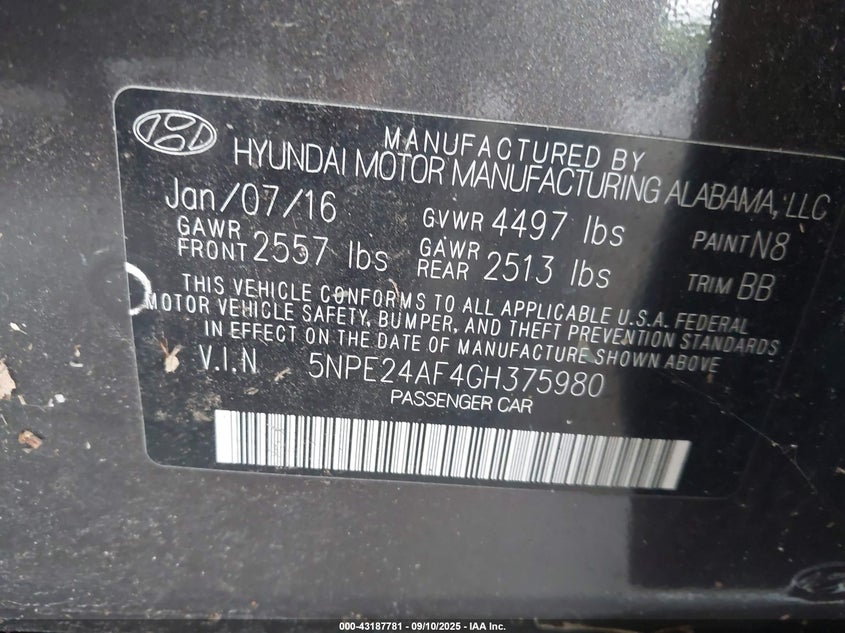 MANUFACTURED BY
HYUNDAI MOTOR MANUFACTURING ALABAMA, LLC
Jan/07/16 GVWR 4497 lbs PAINT N8
GAWR FRONT 2557 lbs GAWR REAR 2513 lbs TRIM BB
THIS VEHICLE CONFORMS TO ALL APPLICABLE U.S.A. FEDERAL
MOTOR VEHICLE SAFETY, BUMPER, AND THEFT PREVENTION STANDARDS
IN EFFECT ON THE DATE OF MANUFACTURE SHOWN ABOVE
V.I.N 5NPE24AF4GH375980
PASSENGER CAR
000-43187781 - 09/10/2025 - IAA Inc.